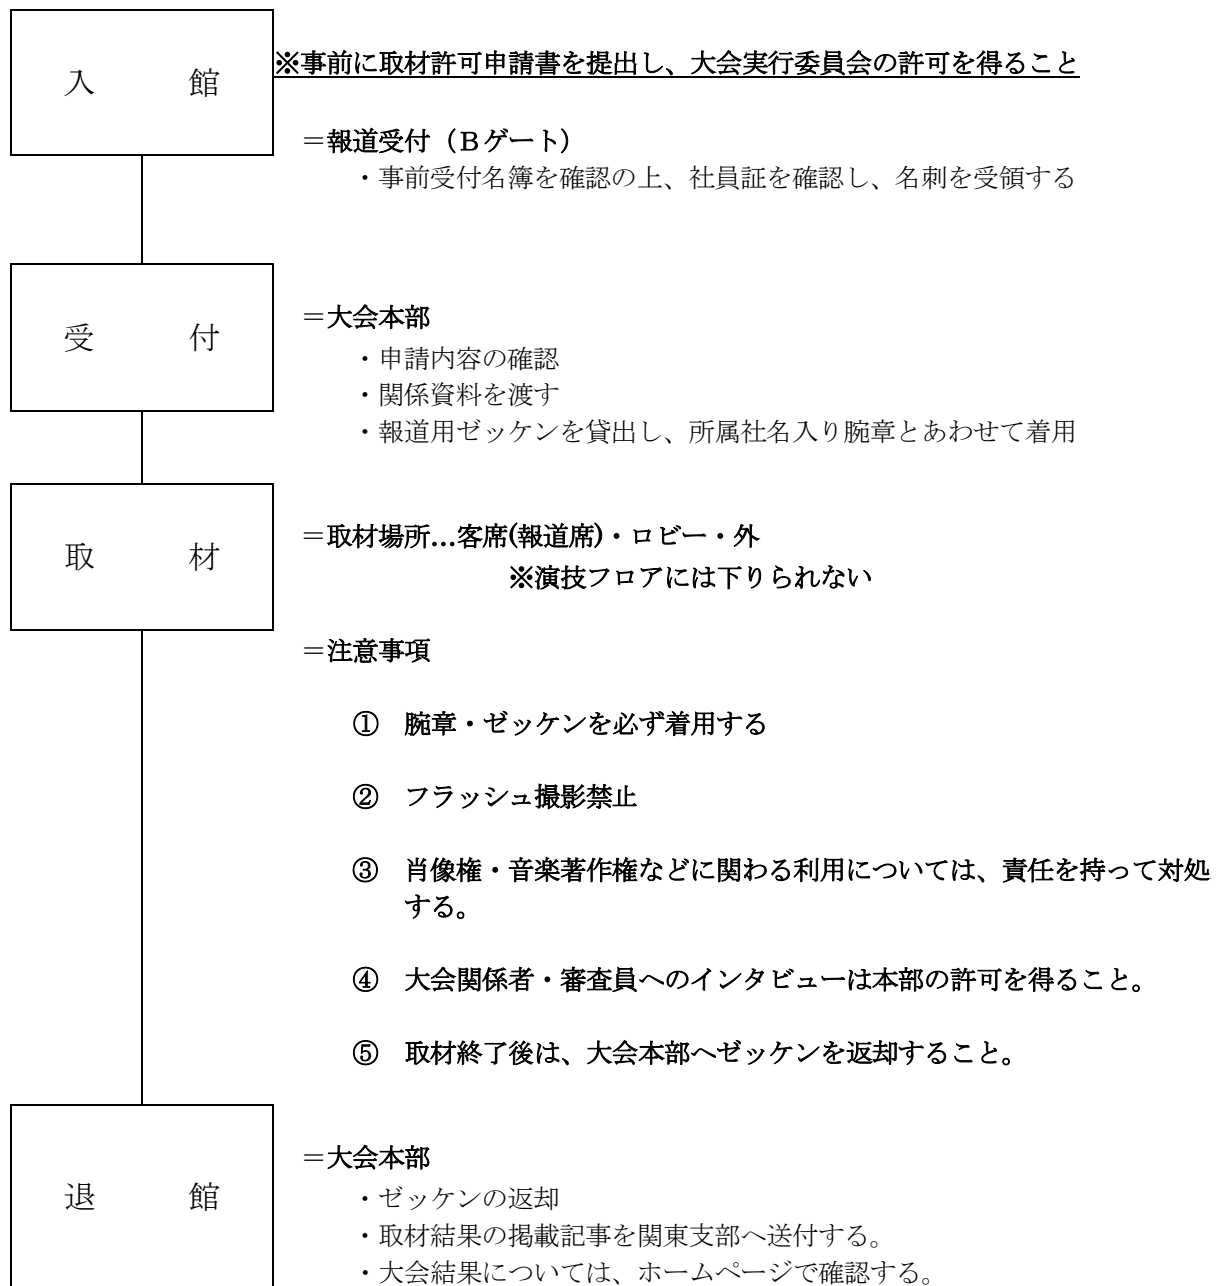 入　　　館
※事前に取材許可申請書を提出し、大会実行委員会の許可を得ること
＝報道受付（Ｂゲート）
・事前受付名簿を確認の上、社員証を確認し、名刺を受領する
受　　　付
＝大会本部
・申請内容の確認
・関係資料を渡す
・報道用ゼッケンを貸出し、所属社名入り腕章とあわせて着用
取　　　材
＝取材場所…客席(報道席)・ロビー・外
※演技フロアには下りられない
＝注意事項
①　腕章・ゼッケンを必ず着用する
②　フラッシュ撮影禁止
③　肖像権・音楽著作権などに関わる利用については、責任を持って対処
する。
④　大会関係者・審査員へのインタビューは本部の許可を得ること。
⑤　取材終了後は、大会本部へゼッケンを返却すること。
退　　　館
＝大会本部
・ゼッケンの返却
・取材結果の掲載記事を関東支部へ送付する。
・大会結果については、ホームページで確認する。